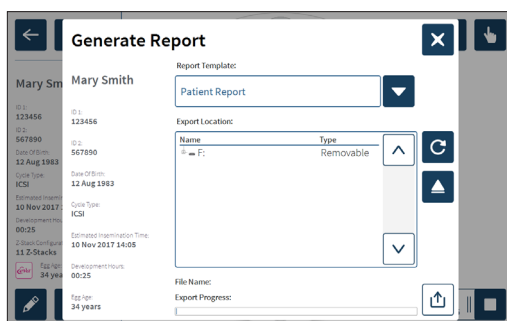 Generate Report
Mary Smith
ID 1:
123456
ID 2:
567890
Date Of Birth:
12 Aug 1983
Cycle Type:
ICSI
Estimated Insemination Time:
10 Nov 2017 14:05
Development Hours:
00:25
Egg Age:
34 years
Report Template:
Patient Report
Export Location:
Name Type
F: Removable
File Name:
Export Progress:
Mary Sm
ID 1:
123456
ID 2:
567890
Date Of Birth:
12 Aug 1983
Cycle Type:
ICSI
Estimated Insemin
10 Nov 2017 :
Development Hou
00:25
Z-Stack Configurat
11 Z-Stacks
Egg Age:
34 yea